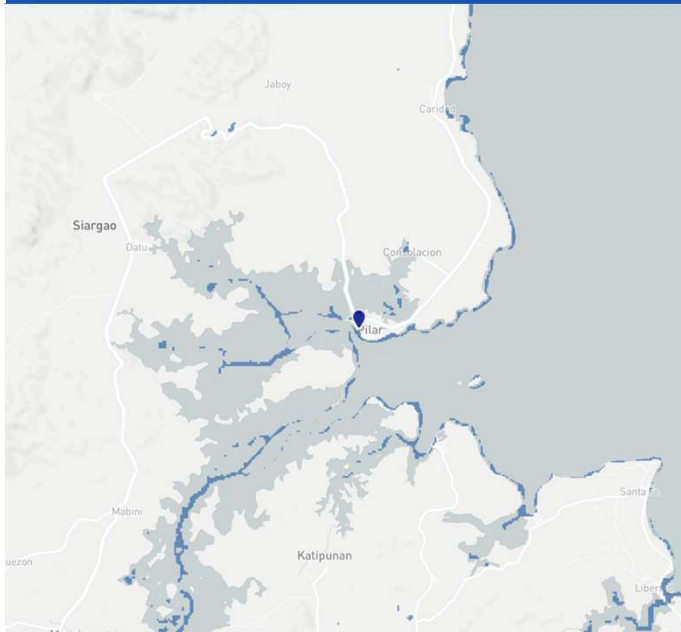 Jaboy
Caridad
Siargao
Datu
Consolacion
Pilar
Mabini
Katipunan
Santa Fe